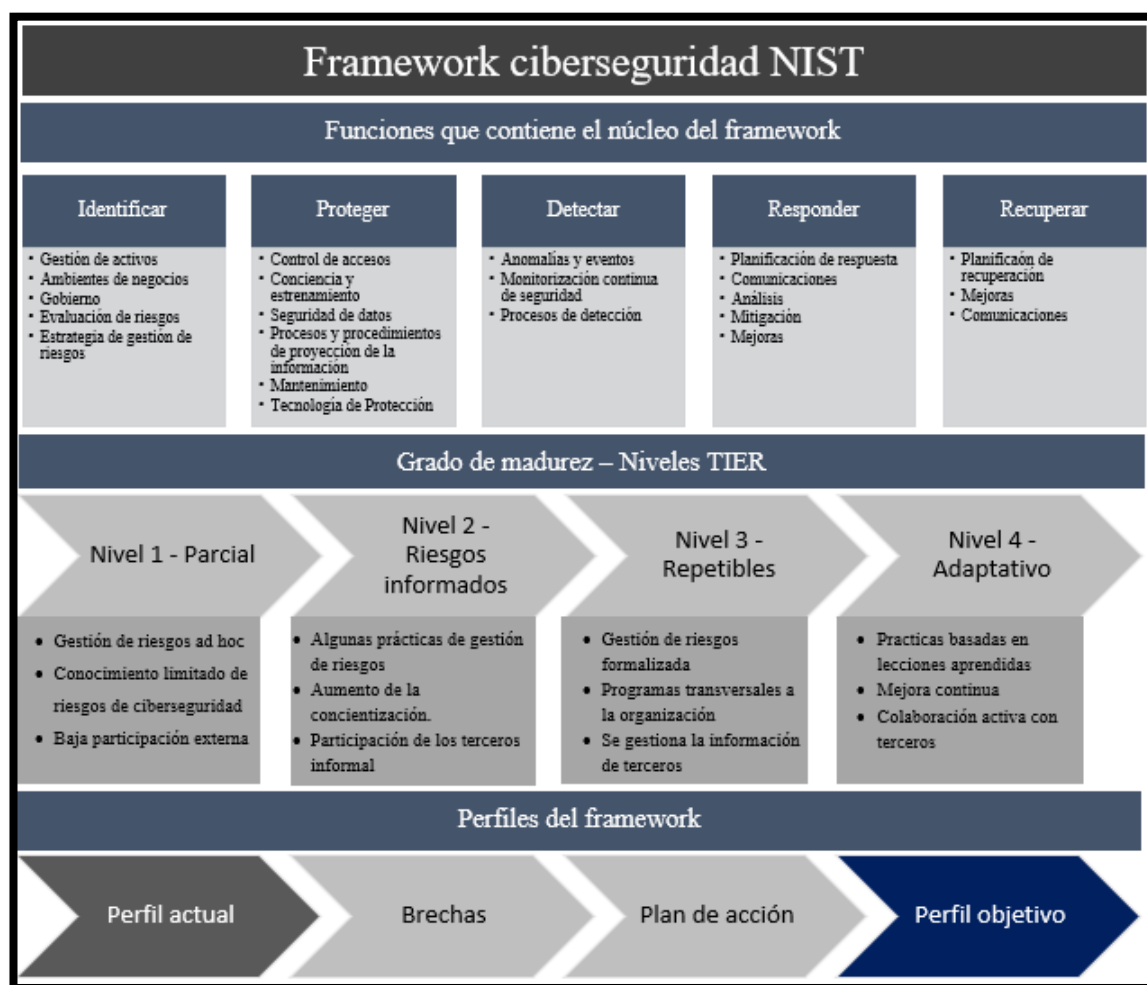 Framework ciberseguridad NIST
Funciones que contiene el núcleo del framework
Identificar
• Gestión de activos
• Ambientes de negocios
• Gobierno
• Evaluación de riesgos
• Estrategia de gestión de
riesgos
Proteger
• Control de accesos
• Conciencia y
estrenamiento
• Seguridad de datos
• Procesos y procedimientos
de proyección de la
información
• Mantenimiento
• Tecnología de Protección
Detectar
• Anomalías y eventos
• Monitorización continua
de seguridad
• Procesos de detección
Responder
• Planificación de respuesta
• Comunicaciones
• Análisis
• Mitigación
• Mejoras
Recuperar
• Planificaón de
recuperación
• Mejoras
• Comunicaciones
Grado de madurez – Niveles TIER
Nivel 1 - Parcial
• Gestión de riesgos ad hoc
• Conocimiento limitado de
riesgos de ciberseguridad
• Baja participación externa
Nivel 2 -
Riesgos
informados
• Algunas prácticas de gestión
de riesgos
• Aumento de la
concientización.
• Participación de los terceros
informal
Nivel 3 -
Repetibles
• Gestión de riesgos
formalizada
• Programas transversales a
la organización
• Se gestiona la información
de terceros
Nivel 4 -
Adaptativo
• Practicas basadas en
lecciones aprendidas
• Mejora continua
• Colaboración activa con
terceros
Perfiles del framework
Perfil actual
Brechas
Plan de acción
Perfil objetivo